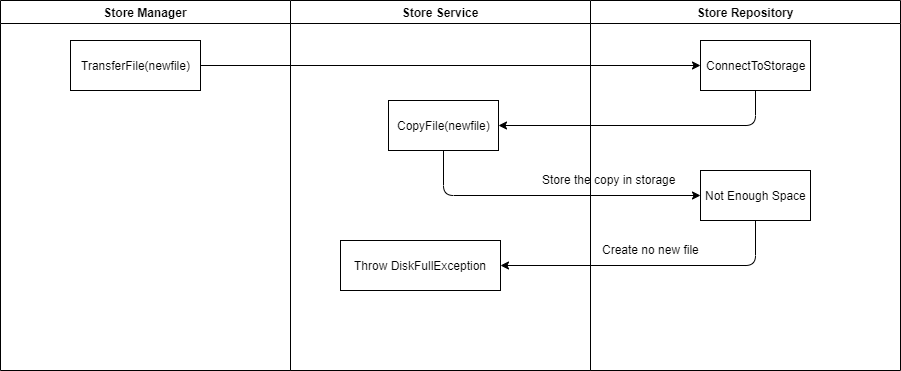 Store Manager
Store Service
Store Repository
TransferFile(newfile)
ConnectToStorage
CopyFile(newfile)
Store the copy in storage
Not Enough Space
Create no new file
Throw DiskFullException